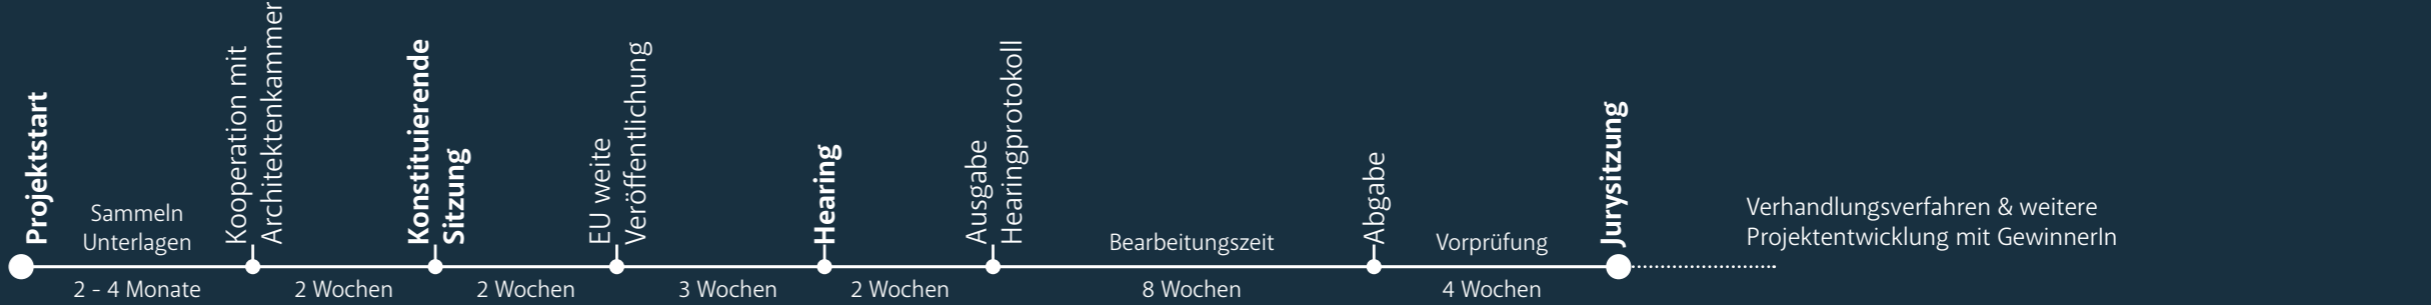 Projektstart
Sammeln
Unterlagen
2 - 4 Monate
Kooperation mit
Architektenkammer
2 Wochen
Konstituierende
Sitzung
2 Wochen
EU weite
Veröffentlichung
3 Wochen
Hearing
2 Wochen
Ausgabe
Hearingprotokoll
Bearbeitungszeit
8 Wochen
Abgabe
Vorprüfung
4 Wochen
Jurysitzung
Verhandlungsverfahren & weitere
Projektentwicklung mit GewinnerIn